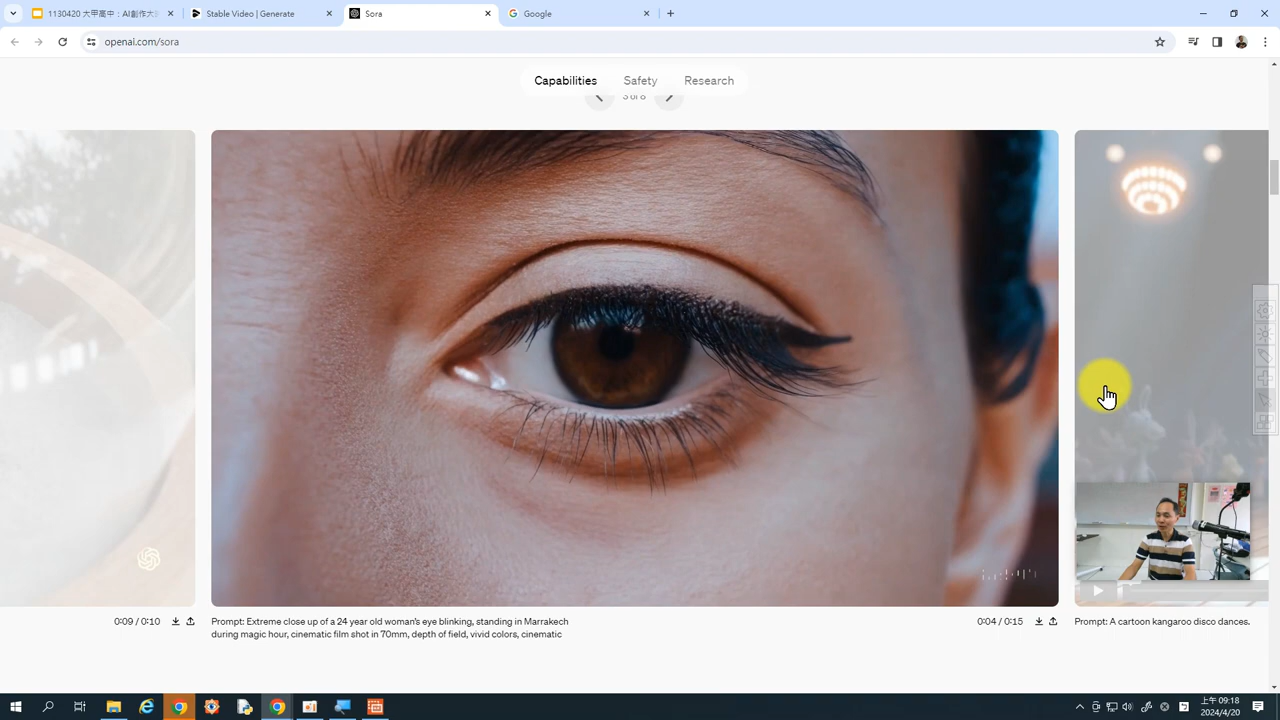 1130420 大甲高中：AI創作大
Stable Video | Generate
Sora
Google
openai.com/sora
Capabilities
Safety
Research
3 of 8
0:09 / 0:10
Prompt: Extreme close up of a 24 year old woman's eye blinking, standing in Marrakech
during magic hour, cinematic film shot in 70mm, depth of field, vivid colors, cinematic
0:04 / 0:15
Prompt: A cartoon kangaroo disco dances.
上午 09:18
2024/4/20